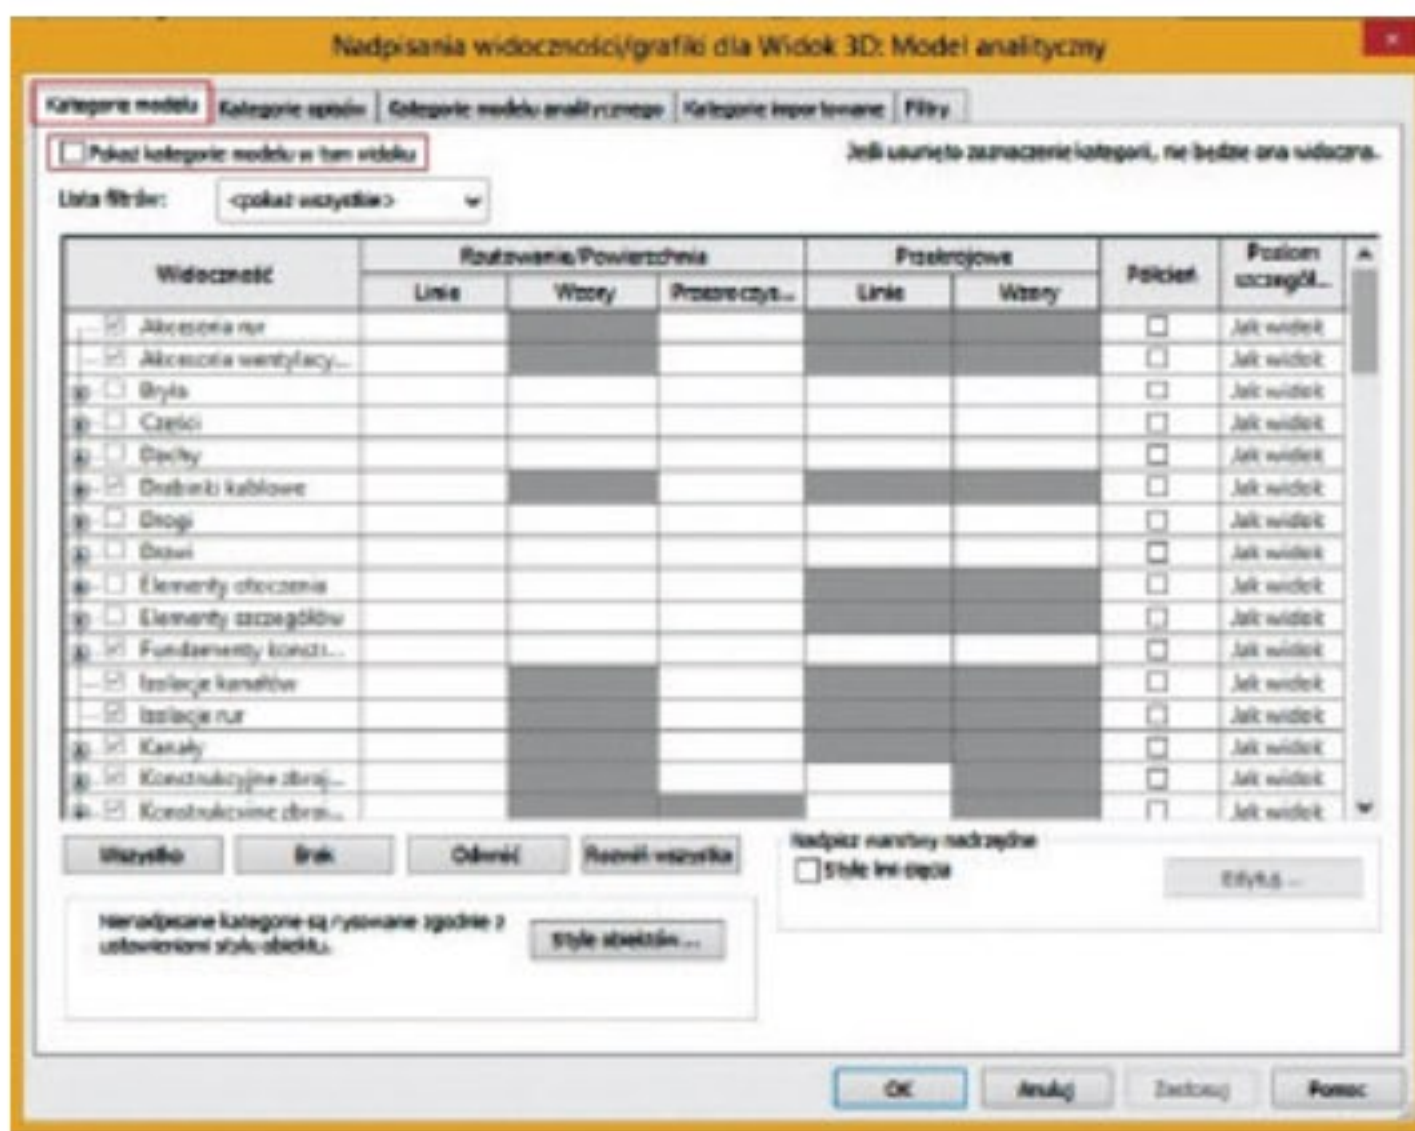 Nadpisania widoczności/grafiki dla Widok 3D: Model analityczny
Kategorie modelu Kategorie opisów Kategorie modelu analitycznego Kategorie importowane Filtry
Pokaż kategorie modelu w tym widoku Jeśli usunięto zaznaczenie kategorii, nie będzie ona widoczna.
Lista filtrów: <pokaż wszystkie>
Widoczność Rzutowanie/Powierzchnia Przekrojowe Półcień Poziom szczegół...
Linie Wzory Przezroczys... Linie Wzory
Akcesoria rur Jak widok
Akcesoria wentylacy... Jak widok
Bryła Jak widok
Części Jak widok
Dachy Jak widok
Drabinki kablowe Jak widok
Drogi Jak widok
Drzwi Jak widok
Elementy otoczenia Jak widok
Elementy szczegółów Jak widok
Fundamenty konstr... Jak widok
Izolacje kanałów Jak widok
Izolacje rur Jak widok
Kanały Jak widok
Konstrukcyjne zbroj... Jak widok
Konstrukcyjne zbroj... Jak widok
Wszystko Brak Odwróć Rozwiń wszystko
Nadpisz warstwy nadrzędne
Style linii cięcia Edytuj ...
Nienadpisane kategorie są rysowane zgodnie z
ustawieniami stylu obiektu.
Style obiektów ...
OK Anuluj Zastosuj Pomoc